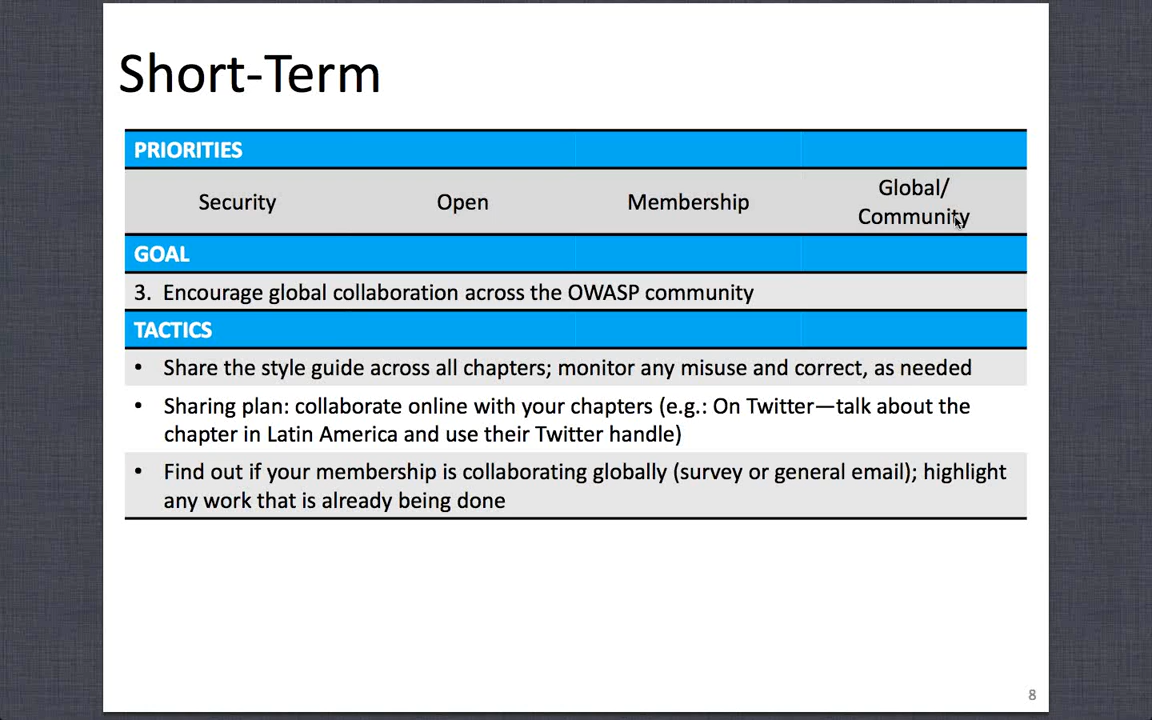 Short-Term
PRIORITIES
Security Open Membership Global/
Community
GOAL
3. Encourage global collaboration across the OWASP community
TACTICS
• Share the style guide across all chapters; monitor any misuse and correct, as needed
• Sharing plan: collaborate online with your chapters (e.g.: On Twitter—talk about the
chapter in Latin America and use their Twitter handle)
• Find out if your membership is collaborating globally (survey or general email); highlight
any work that is already being done
8